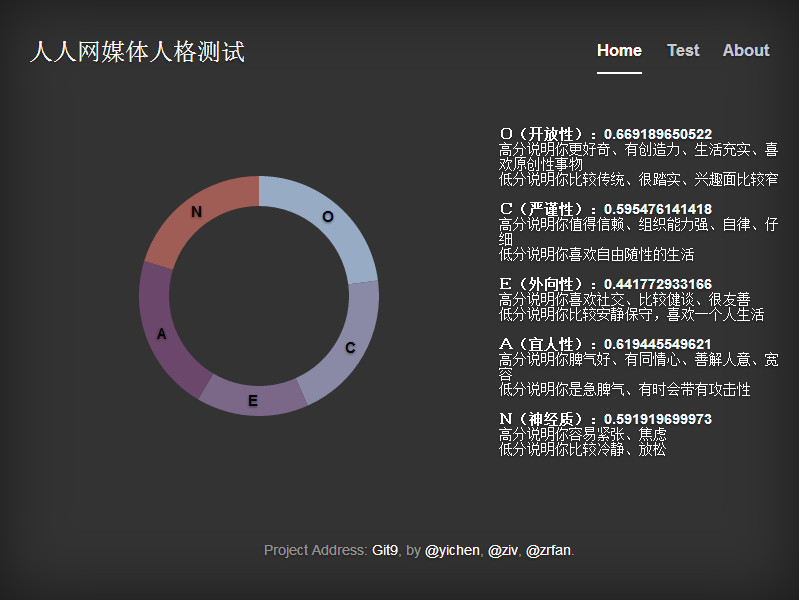 人人网媒体人格测试
Home Test About
O（开放性）：0.669189650522
高分说明你更好奇、有创造力、生活充实、喜
欢原创性事物
低分说明你比较传统、很踏实、兴趣面比较窄
C（严谨性）：0.595476141418
高分说明你值得信赖、组织能力强、自律、仔
细
低分说明你喜欢自由随性的生活
E（外向性）：0.441772933166
高分说明你喜欢社交、比较健谈、很友善
低分说明你比较安静保守，喜欢一个人生活
A（宜人性）：0.619445549621
高分说明你脾气好、有同情心、善解人意、宽
容
低分说明你是急脾气、有时会带有攻击性
N（神经质）：0.591919699973
高分说明你容易紧张、焦虑
低分说明你比较冷静、放松
N
O
A
C
E
Project Address: Git9, by @yichen, @ziv, @zrfan.